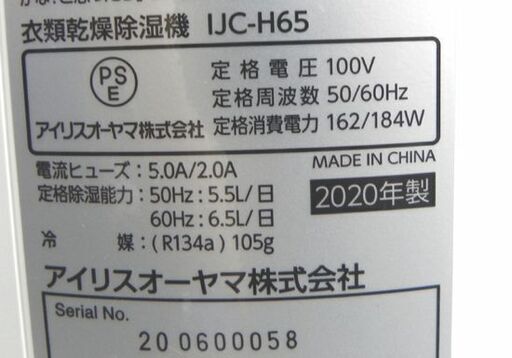 衣類乾燥除湿機 IJC-H65
PS
E
アイリスオーヤマ株式会社
定格電圧 100V
定格周波数 50/60Hz
定格消費電力 162/184W
電流ヒューズ：5.0A/2.0A
定格除湿能力：50Hz：5.5L/日
60Hz：6.5L/日
冷　媒：(R134a) 105g
MADE IN CHINA
2020年製
アイリスオーヤマ株式会社
Serial No.
20 0600058